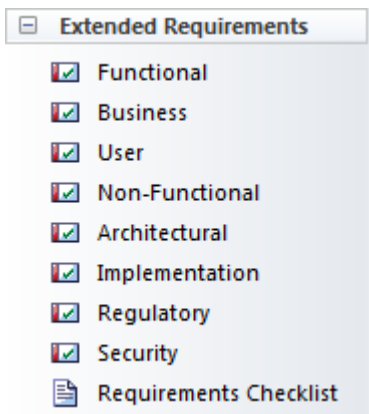 Extended Requirements
Functional
Business
User
Non-Functional
Architectural
Implementation
Regulatory
Security
Requirements Checklist